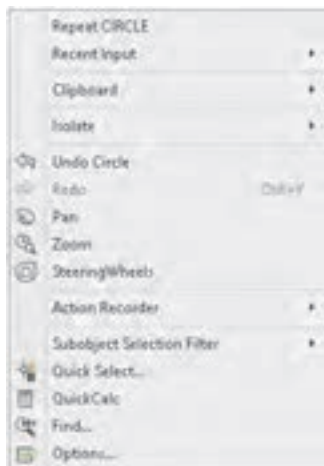 Repeat CIRCLE
Recent Input
Clipboard
Isolate
Undo Circle
Redo Ctrl+Y
Pan
Zoom
SteeringWheels
Action Recorder
Subobject Selection Filter
Quick Select...
QuickCalc
Find...
Options...